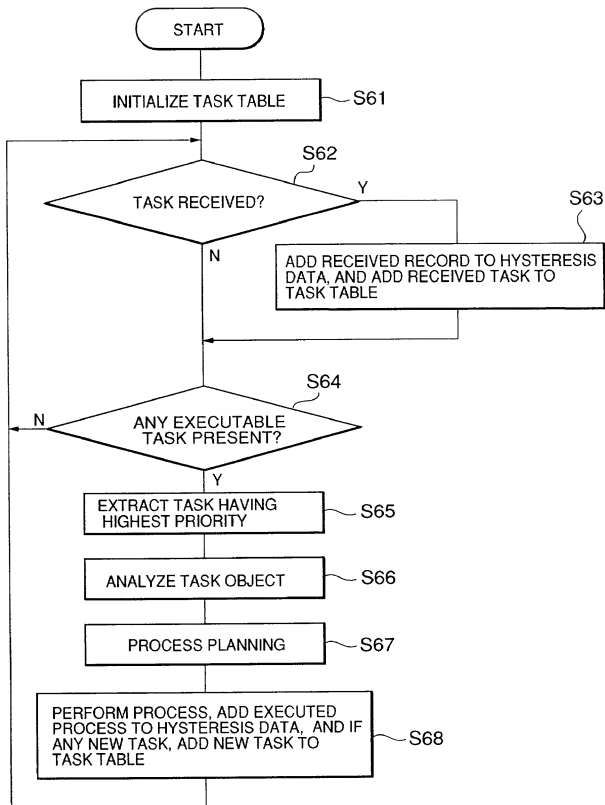 START
INITIALIZE TASK TABLE
S61
S62
TASK RECEIVED?
Y
N
S63
ADD RECEIVED RECORD TO HYSTERESIS
DATA, AND ADD RECEIVED TASK TO
TASK TABLE
S64
N
ANY EXECUTABLE
TASK PRESENT?
Y
EXTRACT TASK HAVING
HIGHEST PRIORITY
S65
ANALYZE TASK OBJECT
S66
PROCESS PLANNING
S67
PERFORM PROCESS, ADD EXECUTED
PROCESS TO HYSTERESIS DATA, AND IF
ANY NEW TASK, ADD NEW TASK TO
TASK TABLE
S68